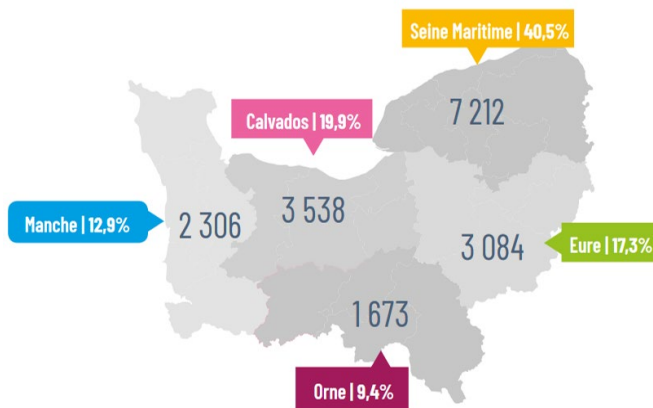 Seine Maritime | 40,5%
7 212
Calvados | 19,9%
3 538
Manche | 12,9%
2 306
3 084
Eure | 17,3%
1 673
Orne | 9,4%